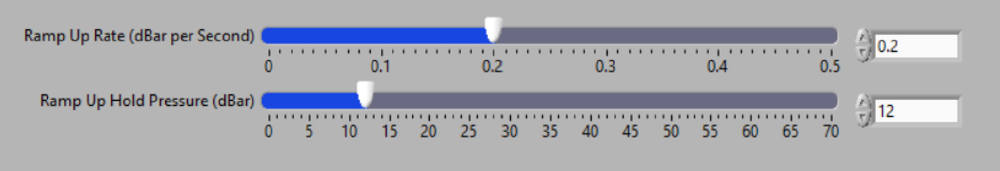 Ramp Up Rate (dBar per Second)
0.2
0 0.1 0.2 0.3 0.4 0.5
Ramp Up Hold Pressure (dBar)
12
0 5 10 15 20 25 30 35 40 45 50 55 60 65 70